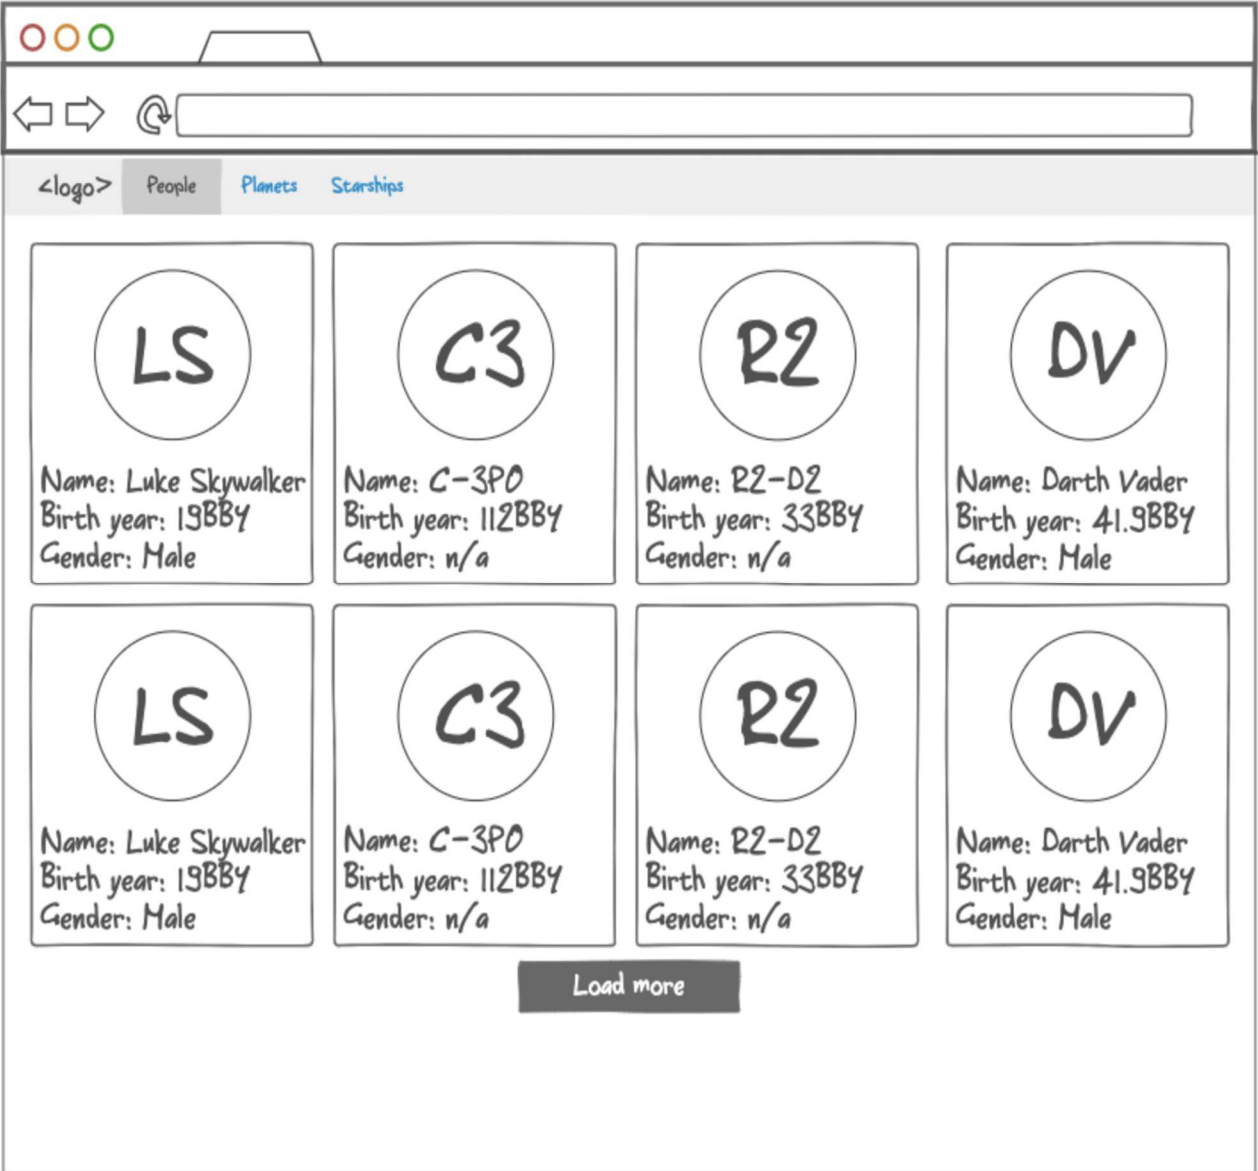 <logo> People Planets Starships
LS
Name: Luke Skywalker
Birth year: 19BBY
Gender: Male
C3
Name: C-3PO
Birth year: 112BBY
Gender: n/a
R2
Name: R2-D2
Birth year: 33BBY
Gender: n/a
DV
Name: Darth Vader
Birth year: 41.9BBY
Gender: Male
LS
Name: Luke Skywalker
Birth year: 19BBY
Gender: Male
C3
Name: C-3PO
Birth year: 112BBY
Gender: n/a
R2
Name: R2-D2
Birth year: 33BBY
Gender: n/a
DV
Name: Darth Vader
Birth year: 41.9BBY
Gender: Male
Load more